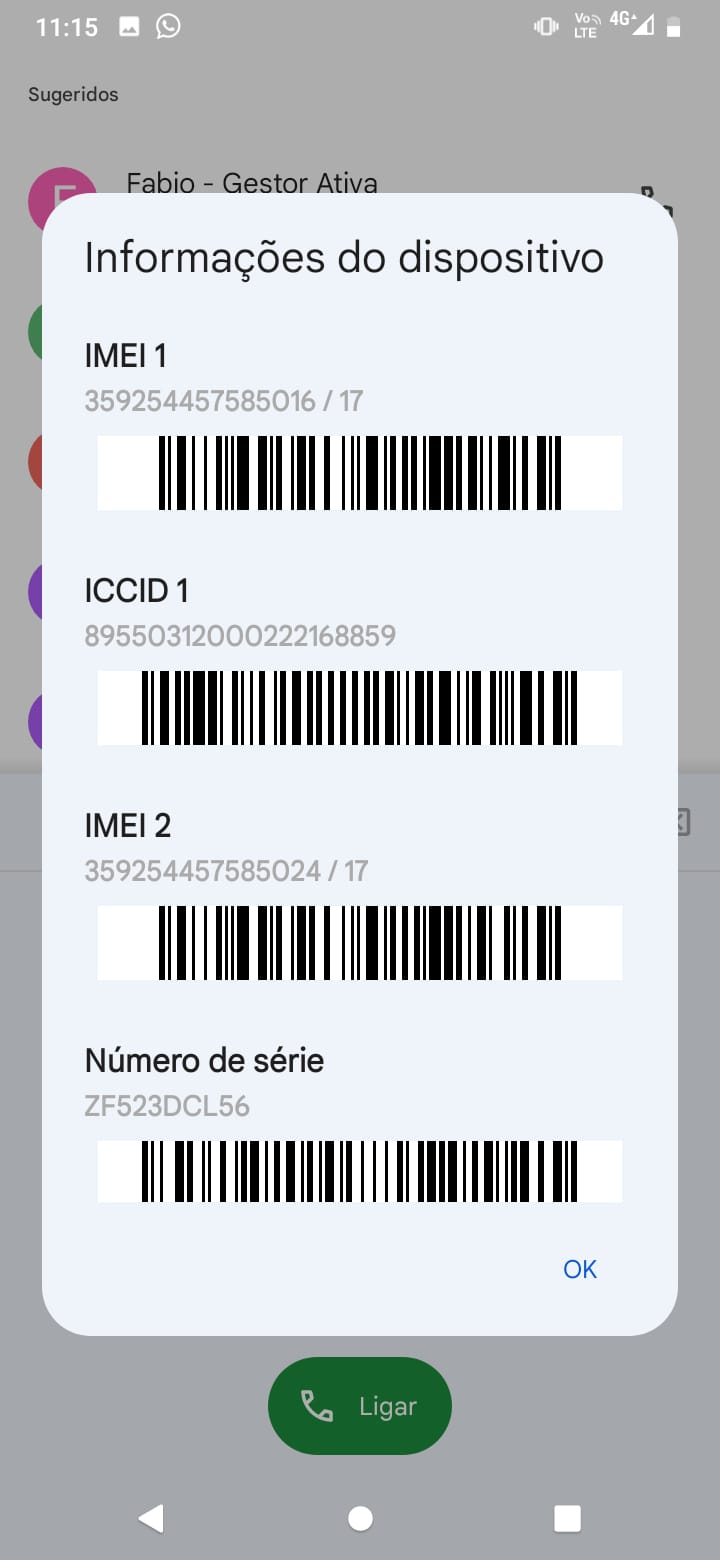 11:15
Vo
LTE
4G
Sugeridos
F
Fabio - Gestor Ativa
Informações do dispositivo
IMEI 1
359254457585016 / 17
ICCID 1
89550312000222168859
IMEI 2
359254457585024 / 17
Número de série
ZF523DCL56
OK
Ligar